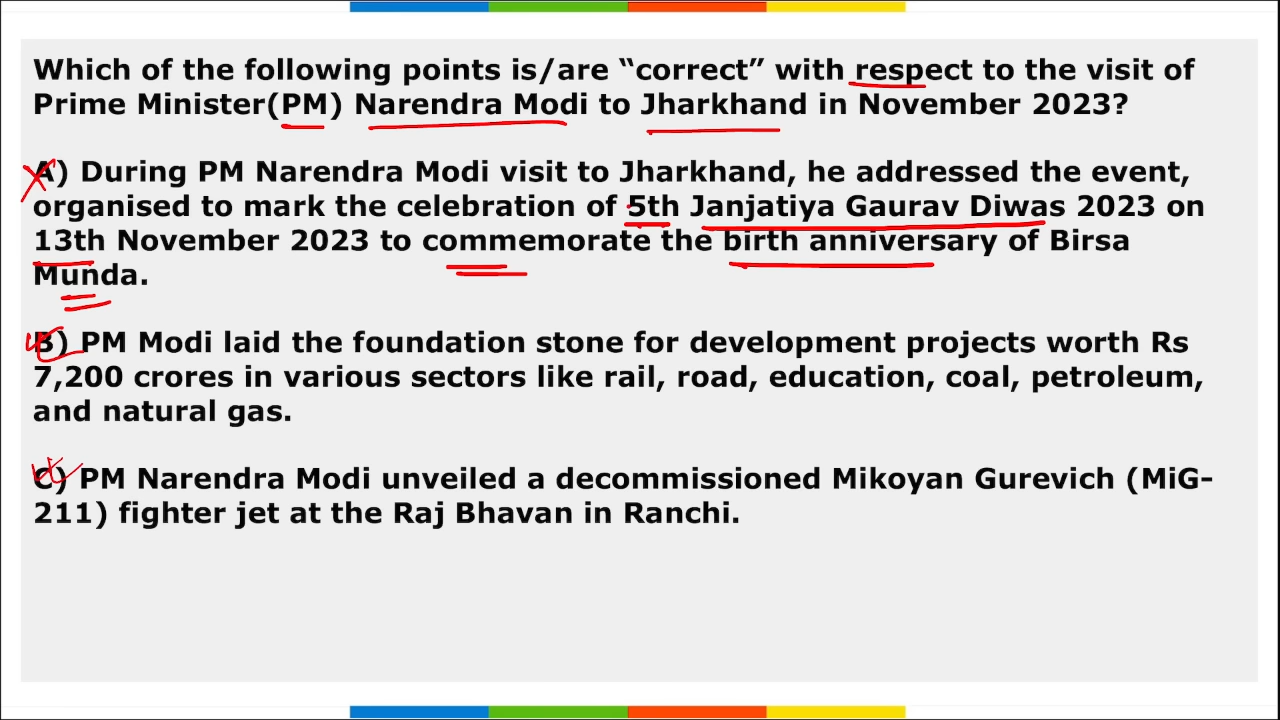 Which of the following points is/are “correct” with respect to the visit of
Prime Minister(PM) Narendra Modi to Jharkhand in November 2023?
A) During PM Narendra Modi visit to Jharkhand, he addressed the event,
organised to mark the celebration of 5th Janjatiya Gaurav Diwas 2023 on
13th November 2023 to commemorate the birth anniversary of Birsa
Munda.
B) PM Modi laid the foundation stone for development projects worth Rs
7,200 crores in various sectors like rail, road, education, coal, petroleum,
and natural gas.
C) PM Narendra Modi unveiled a decommissioned Mikoyan Gurevich (MiG-
211) fighter jet at the Raj Bhavan in Ranchi.